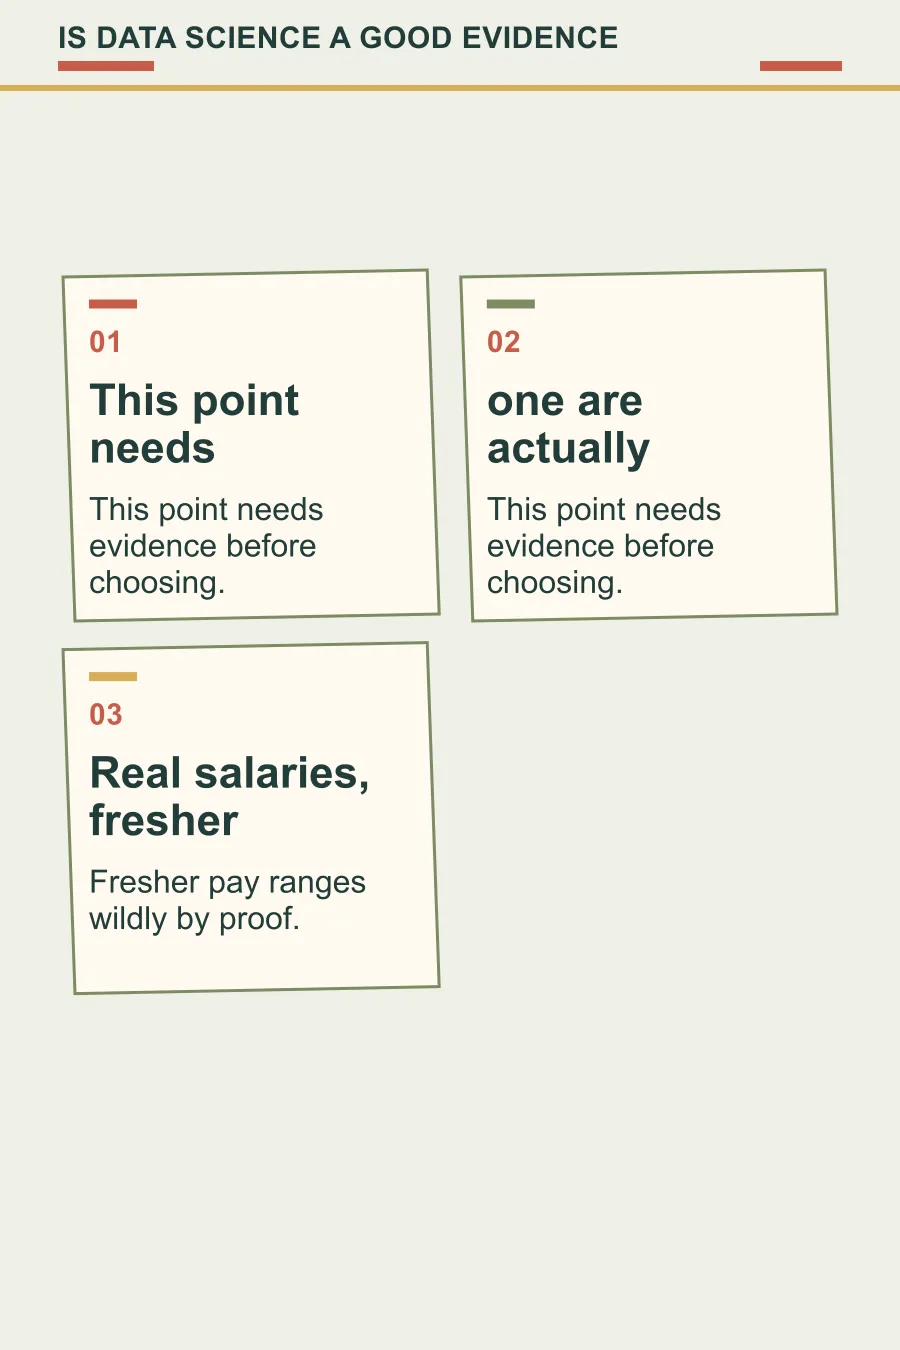 IS DATA SCIENCE A GOOD EVIDENCE
01
This point
needs
This point needs
evidence before
choosing.
02
one are
actually
This point needs
evidence before
choosing.
03
Real salaries,
fresher
Fresher pay ranges
wildly by proof.